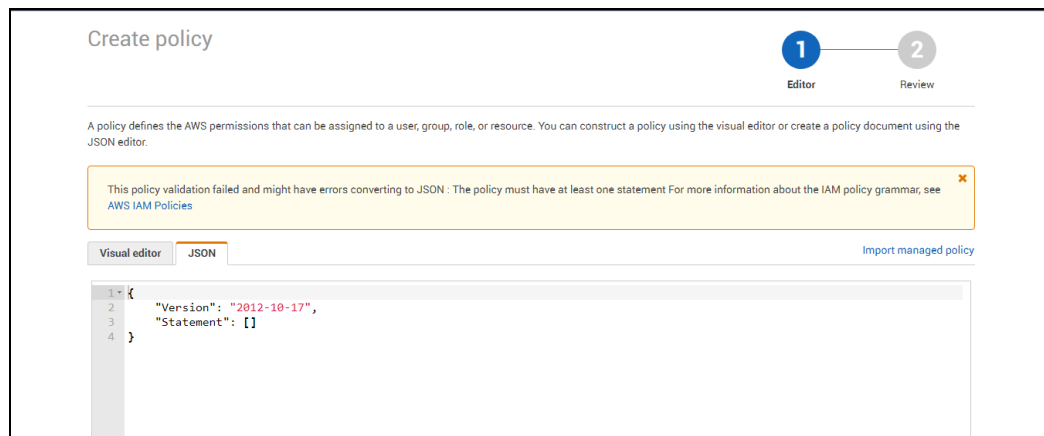 Create policy
1
2
Editor
Review
A policy defines the AWS permissions that can be assigned to a user, group, role, or resource. You can construct a policy using the visual editor or create a policy document using the
JSON editor.
This policy validation failed and might have errors converting to JSON : The policy must have at least one statement For more information about the IAM policy grammar, see
AWS IAM Policies
Visual editor
JSON
Import managed policy
1 {
2 "Version": "2012-10-17",
3 "Statement": []
4 }